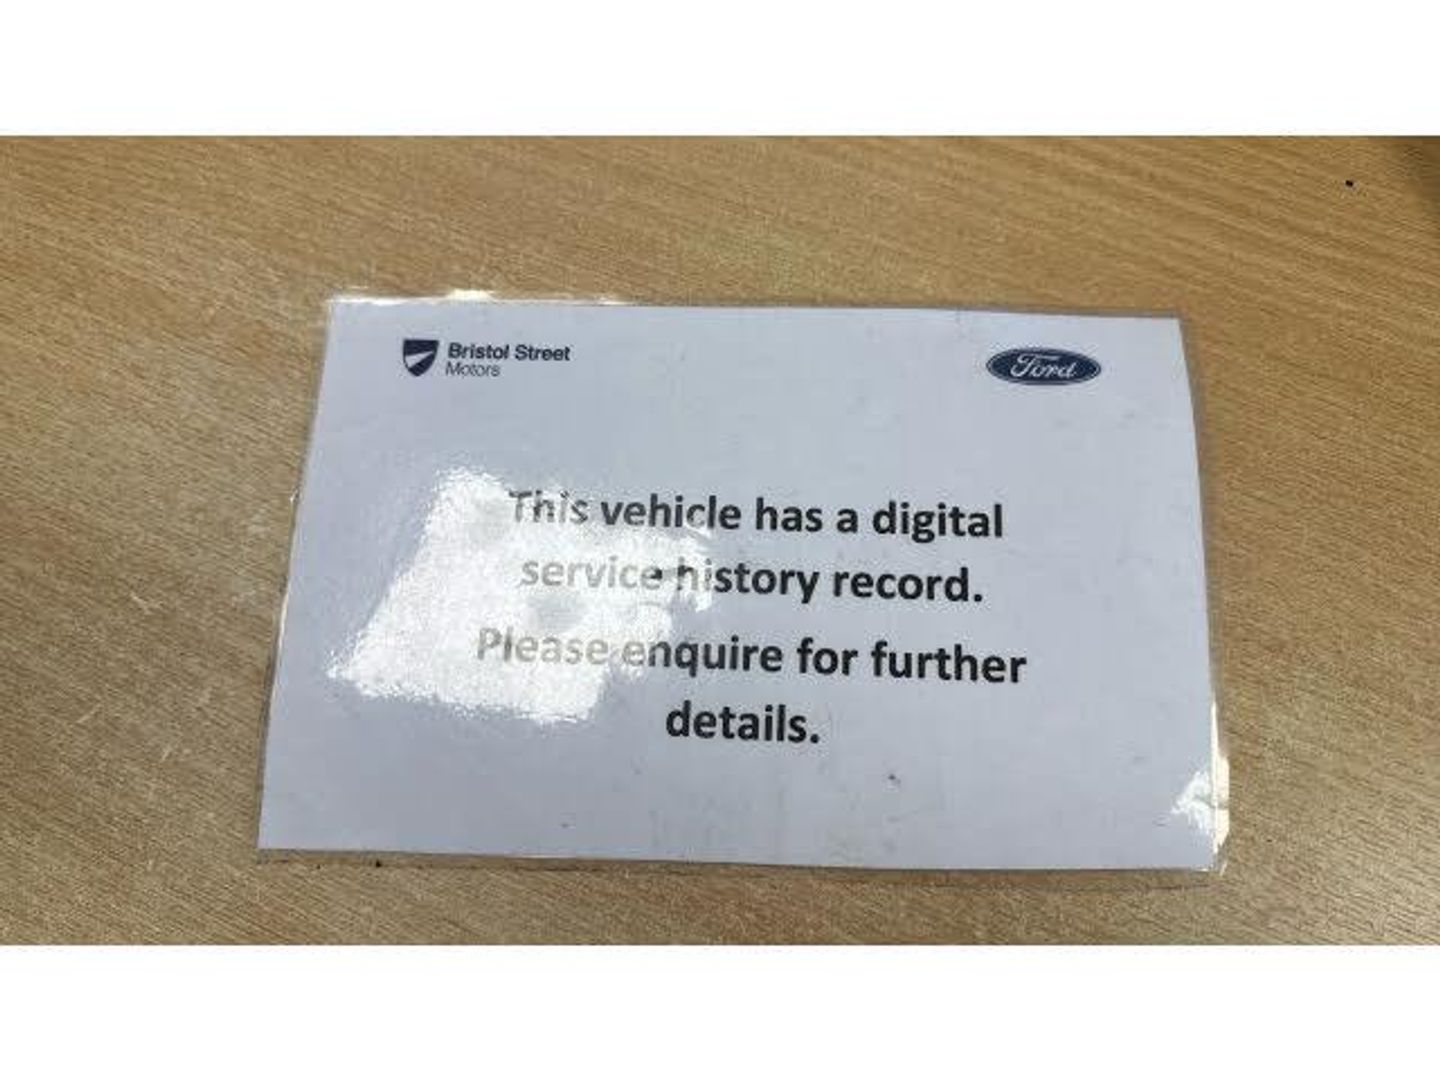 Bristol Street
Motors
Ford
This vehicle has a digital
service history record.
Please enquire for further
details.